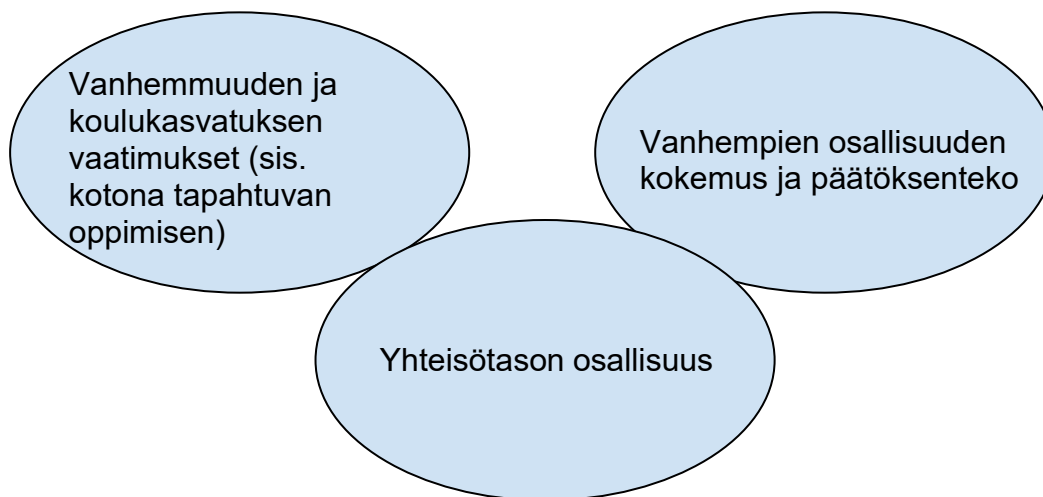 Vanhemmuuden ja
koulukasvatuksen
vaatimukset (sis.
kotona tapahtuvan
oppimisen)
Vanhempien osallisuuden
kokemus ja päätöksenteko
Yhteisötason osallisuus